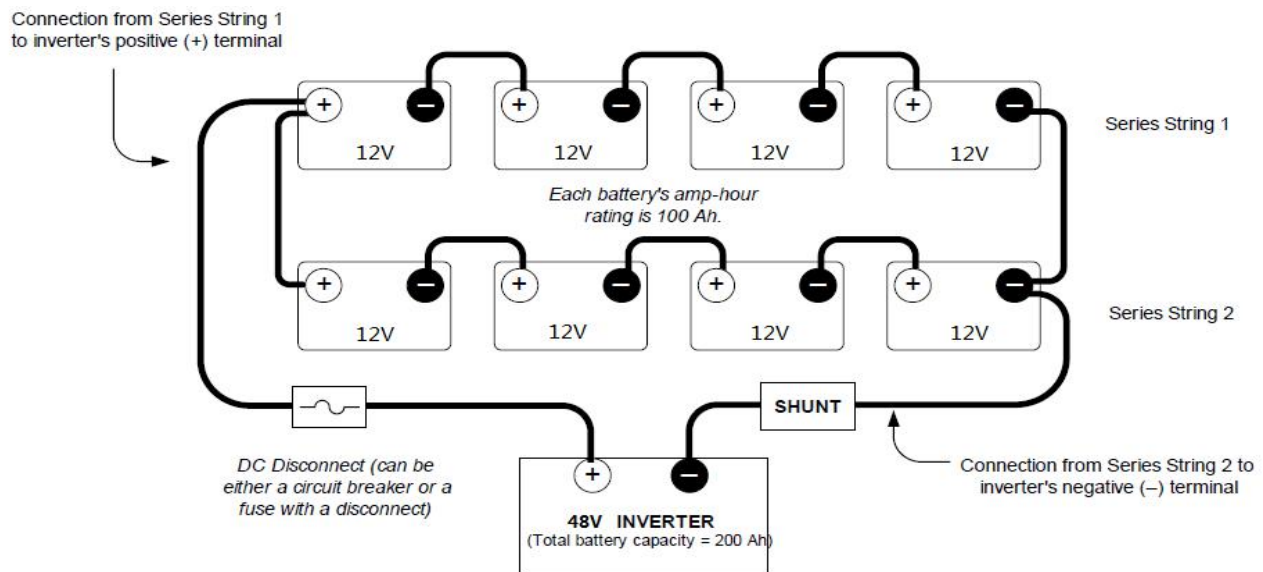 Connection from Series String 1
to inverter's positive (+) terminal
+ − + − + − + −
12V 12V 12V 12V
Series String 1
Each battery's amp-hour
rating is 100 Ah.
+ − + − + − + −
12V 12V 12V 12V
Series String 2
SHUNT
DC Disconnect (can be
either a circuit breaker or a
fuse with a disconnect)
+ −
48V INVERTER
(Total battery capacity = 200 Ah)
Connection from Series String 2 to
inverter's negative (–) terminal